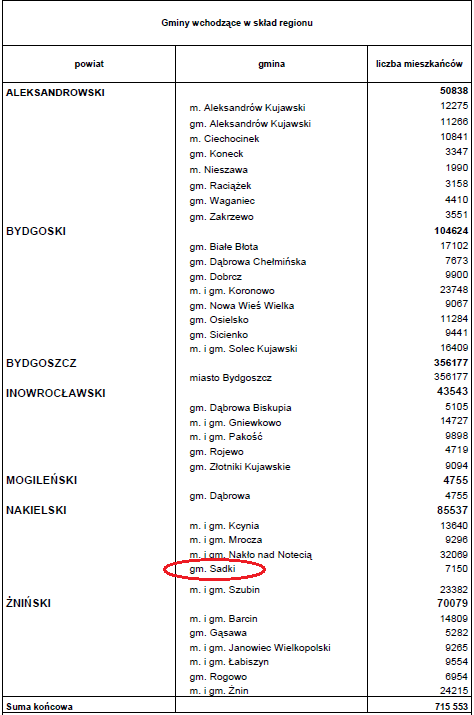 Gminy wchodzące w skład regionu
powiat gmina liczba mieszkańców
ALEKSANDROWSKI 50838
m. Aleksandrów Kujawski 12275
gm. Aleksandrów Kujawski 11266
m. Ciechocinek 10841
gm. Koneck 3347
m. Nieszawa 1990
gm. Raciążek 3158
gm. Waganiec 4410
gm. Zakrzewo 3551
BYDGOSKI 104624
gm. Białe Błota 17102
gm. Dąbrowa Chełmińska 7673
gm. Dobrcz 9900
m. i gm. Koronowo 23748
gm. Nowa Wieś Wielka 9067
gm. Osielsko 11284
gm. Sicienko 9441
m. i gm. Solec Kujawski 16409
BYDGOSZCZ 356177
miasto Bydgoszcz 356177
INOWROCŁAWSKI 43543
gm. Dąbrowa Biskupia 5105
m. i gm. Gniewkowo 14727
m. i gm. Pakość 9898
gm. Rojewo 4719
gm. Złotniki Kujawskie 9094
MOGILEŃSKI 4755
gm. Dąbrowa 4755
NAKIELSKI 85537
m. i gm. Kcynia 13640
m. i gm. Mrocza 9296
m. i gm. Nakło nad Notecią 32069
gm. Sadki 7150
m. i gm. Szubin 23382
ŻNIŃSKI 70079
m. i gm. Barcin 14809
gm. Gąsawa 5282
m. i gm. Janowiec Wielkopolski 9265
m. i gm. Łabiszyn 9554
gm. Rogowo 6954
m. i gm. Żnin 24215
Suma końcowa 715 553